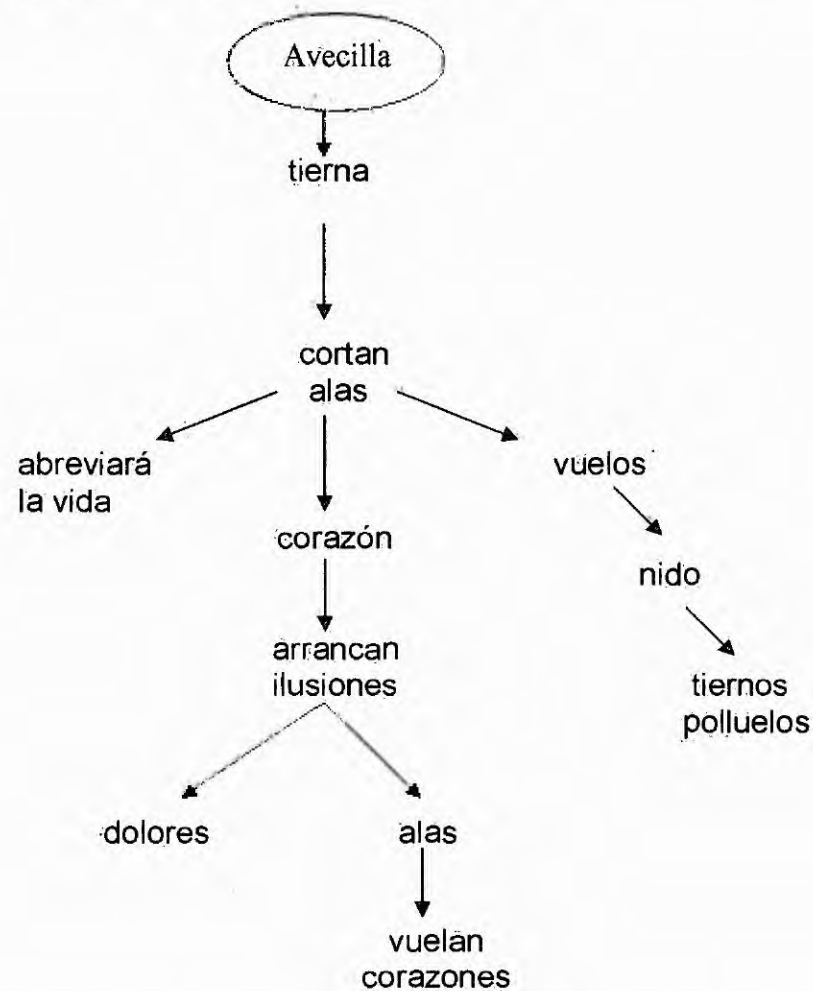 Avecilla
tierna
cortan
alas
abreviará
la vida
vuelos
corazón
nido
arrancan
ilusiones
tiernos
polluelos
dolores
alas
vuelan
corazones